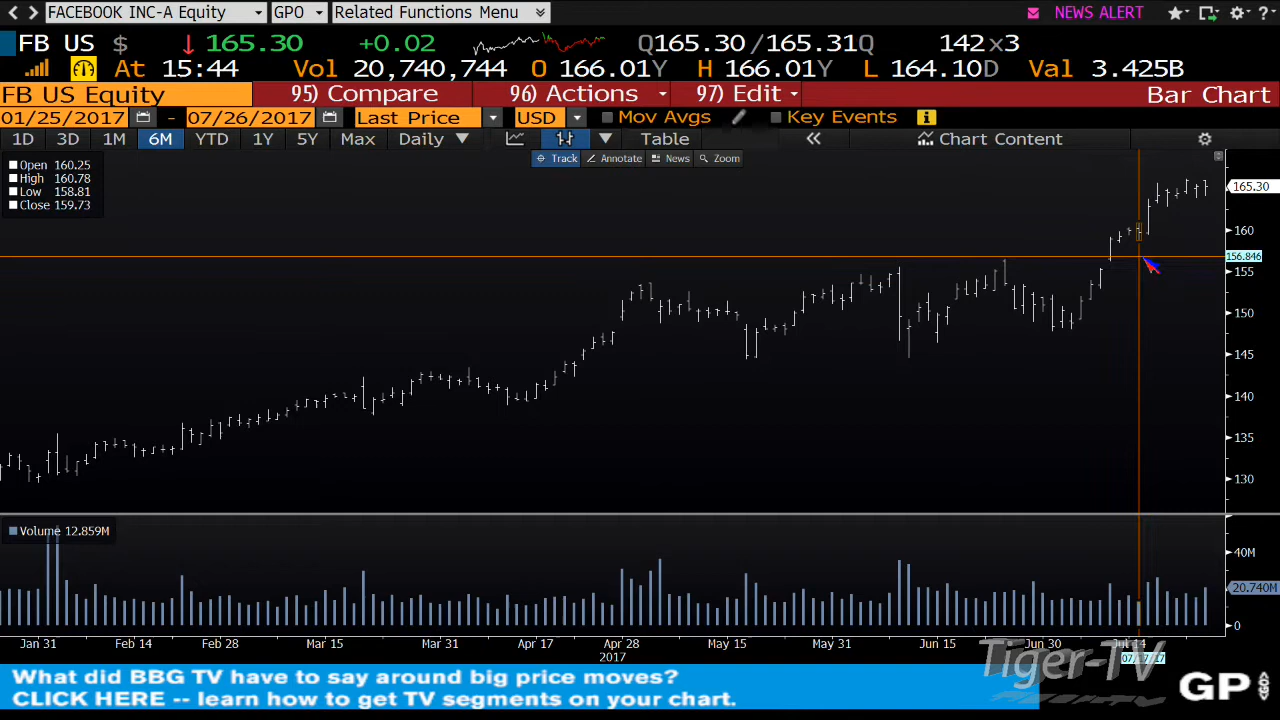 FACEBOOK INC-A Equity GPO Related Functions Menu NEWS ALERT
FB US $ ↓ 165.30 +0.02 Q165.30/165.31Q 142x3
At 15:44 Vol 20,740,744 O 166.01Y H 166.01Y L 164.10D Val 3.425B
FB US Equity 95) Compare 96) Actions 97) Edit Bar Chart
01/25/2017 - 07/26/2017 Last Price USD Mov Avgs Key Events
1D 3D 1M 6M YTD 1Y 5Y Max Daily Table « Chart Content
Track Annotate News Zoom
Open 160.25
High 160.78
Low 158.81
Close 159.73
165.30
160
156.846
155
150
145
140
135
130
Volume 12.859M
40M
20.740M
0
Jan 31 Feb 14 Feb 28 Mar 15 Mar 31 Apr 17 Apr 28 May 15 May 31 Jun 15 Jun 30 Jul 14
2017
Tiger-TV
What did BBG TV have to say around big price moves?
CLICK HERE -- learn how to get TV segments on your chart.
GP GO>